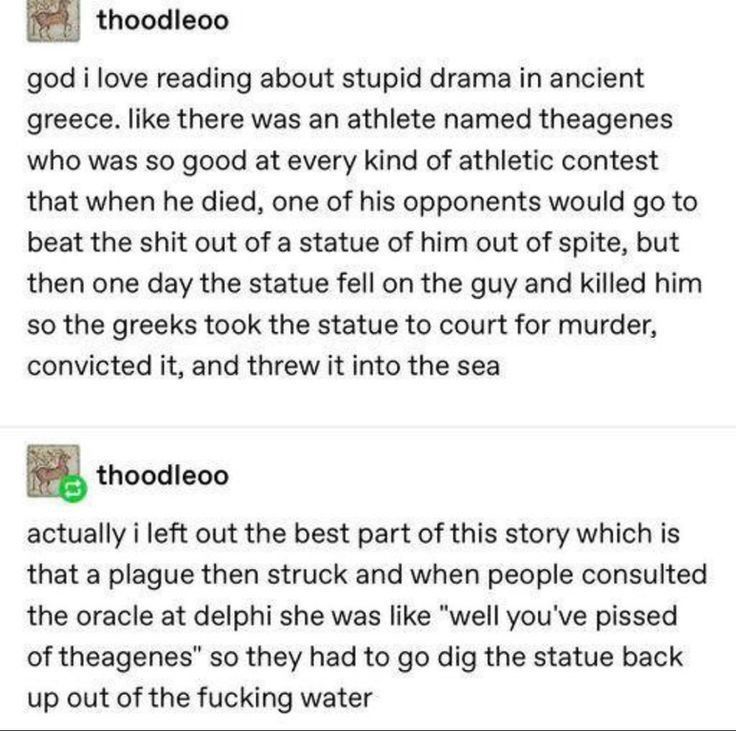 thoodleoo
god i love reading about stupid drama in ancient
greece. like there was an athlete named theagenes
who was so good at every kind of athletic contest
that when he died, one of his opponents would go to
beat the shit out of a statue of him out of spite, but
then one day the statue fell on the guy and killed him
so the greeks took the statue to court for murder,
convicted it, and threw it into the sea
thoodleoo
actually i left out the best part of this story which is
that a plague then struck and when people consulted
the oracle at delphi she was like "well you've pissed
of theagenes" so they had to go dig the statue back
up out of the fucking water